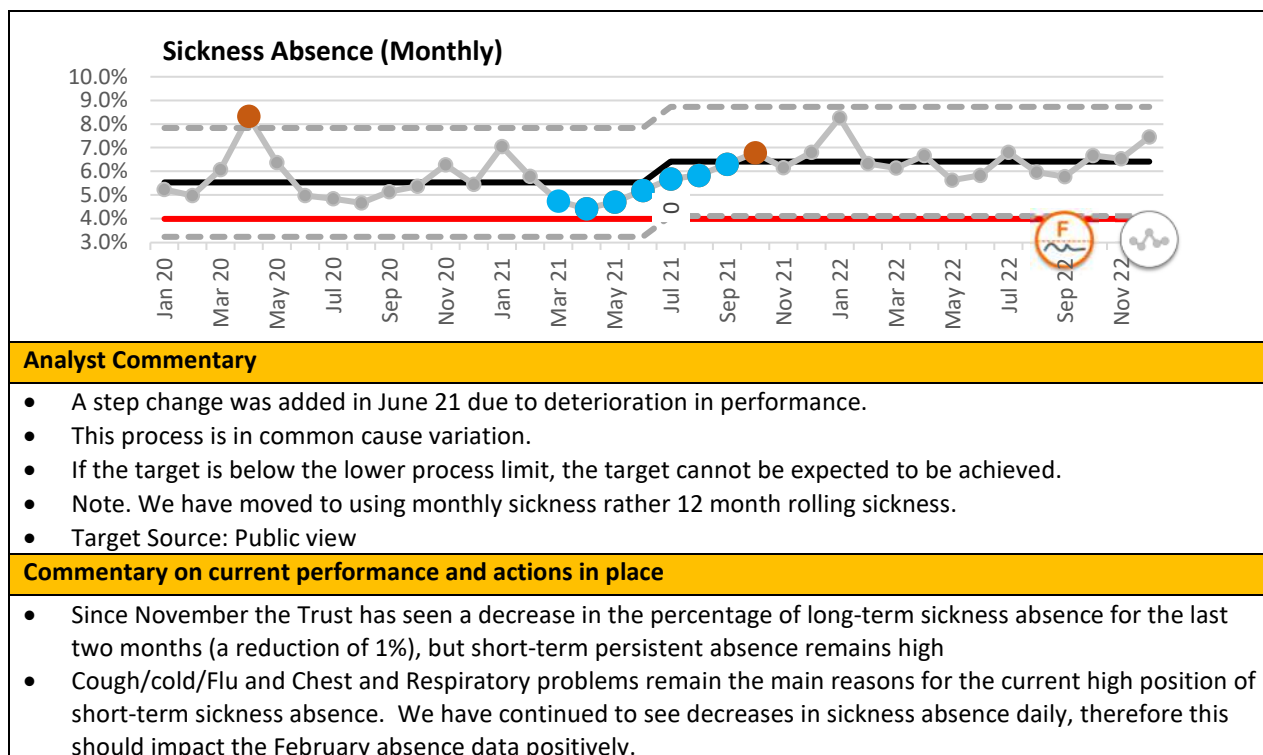 Sickness Absence (Monthly)
10.0%
9.0%
8.0%
7.0%
6.0%
5.0%
4.0%
3.0%
0
F
Jan 20
Mar 20
May 20
Jul 20
Sep 20
Nov 20
Jan 21
Mar 21
May 21
Jul 21
Sep 21
Nov 21
Jan 22
Mar 22
May 22
Jul 22
Sep 22
Nov 22
Analyst Commentary
• A step change was added in June 21 due to deterioration in performance.
• This process is in common cause variation.
• If the target is below the lower process limit, the target cannot be expected to be achieved.
• Note. We have moved to using monthly sickness rather 12 month rolling sickness.
• Target Source: Public view
Commentary on current performance and actions in place
• Since November the Trust has seen a decrease in the percentage of long-term sickness absence for the last
two months (a reduction of 1%), but short-term persistent absence remains high
• Cough/cold/Flu and Chest and Respiratory problems remain the main reasons for the current high position of
short-term sickness absence.  We have continued to see decreases in sickness absence daily, therefore this
should impact the February absence data positively.